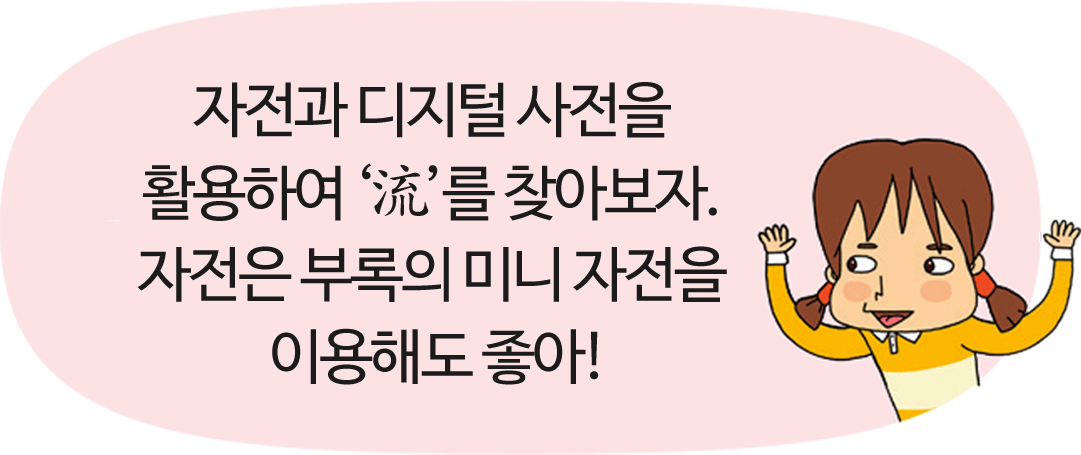 자전과 디지털 사전을
활용하여 ‘流’를 찾아보자.
자전은 부록의 미니 자전을
이용해도 좋아!